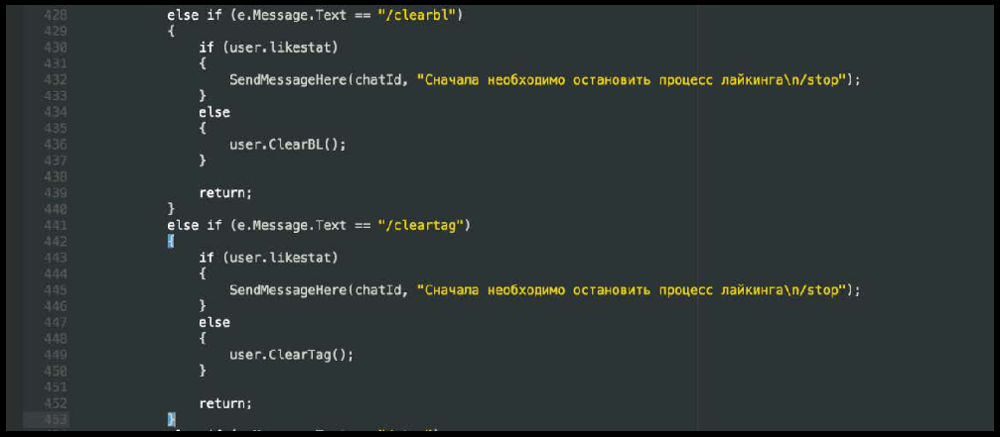 428 else if (e.Message.Text == "/clearbl")
429 {
430 if (user.likestat)
431 {
432 SendMessageHere(chatId, "Сначала необходимо остановить процесс лайкинга\n/stop");
433 }
434 else
435 {
436 user.ClearBL();
437 }
438
439 return;
440 }
441 else if (e.Message.Text == "/cleartag")
442 {
443 if (user.likestat)
444 {
445 SendMessageHere(chatId, "Сначала необходимо остановить процесс лайкинга\n/stop");
446 }
447 else
448 {
449 user.ClearTag();
450 }
451
452 return;
453 }